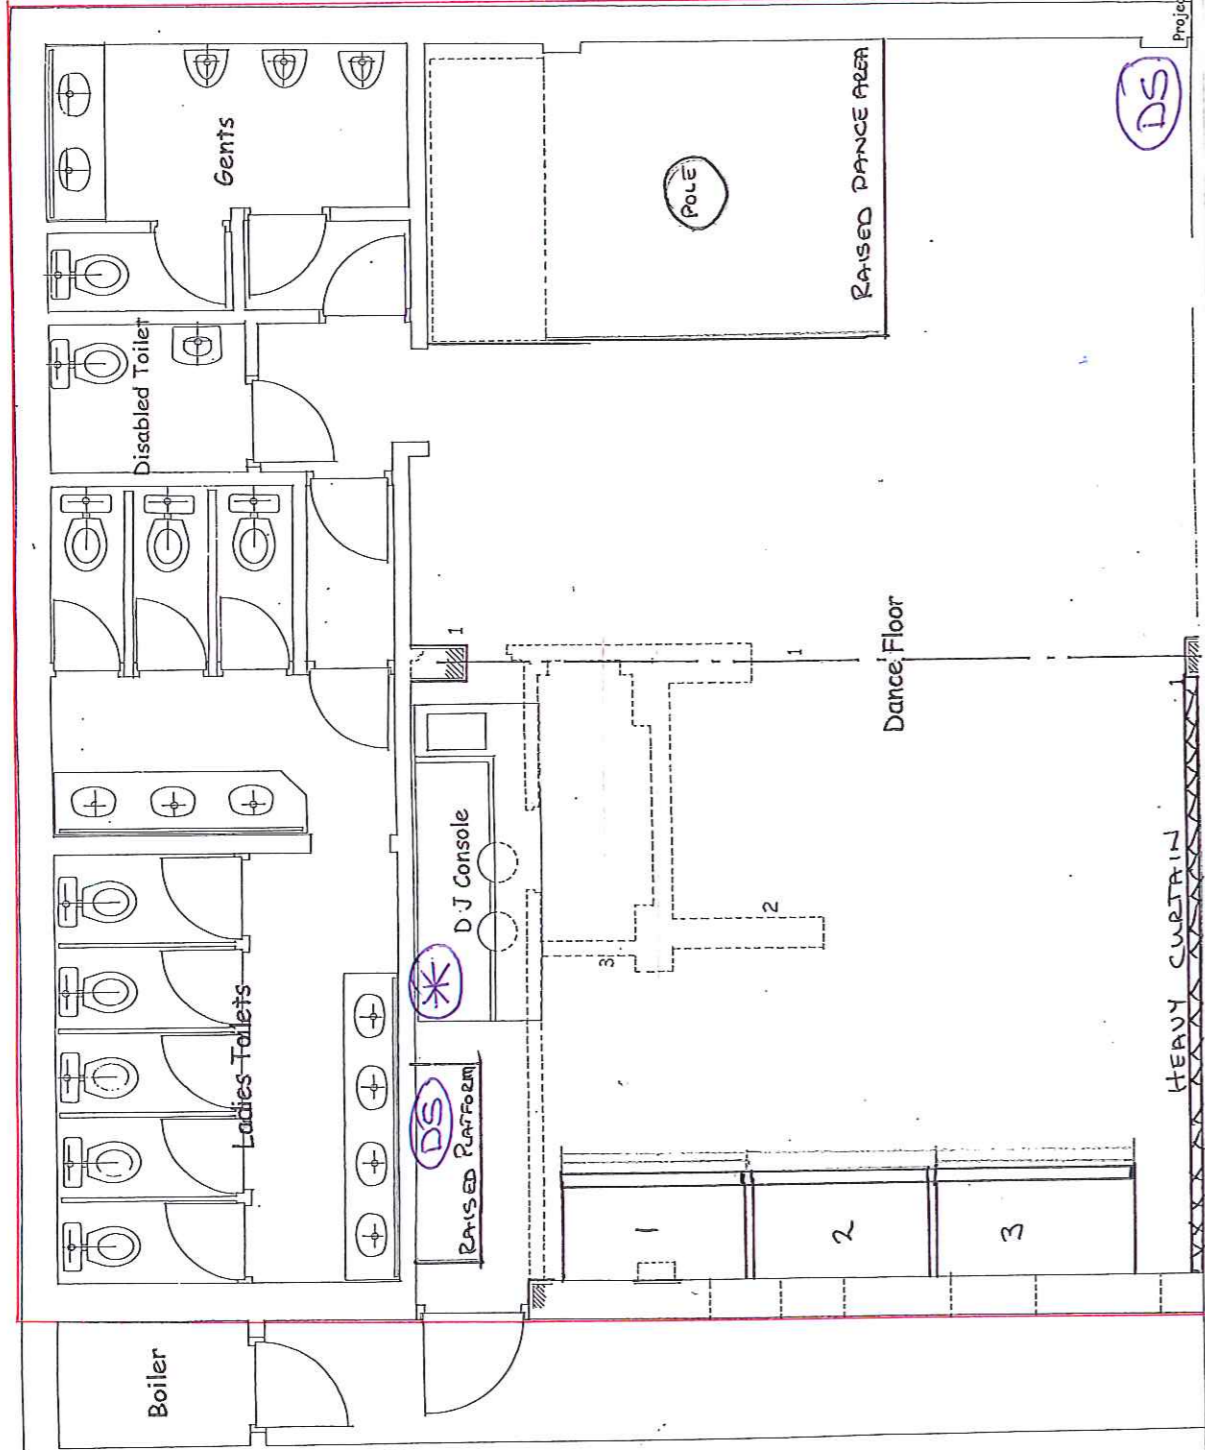 Gents
Disabled Toilet
Ladies Toilets
Boiler
POLE
RAISED DANCE AREA
DS
Projec
1
1
1
Dance Floor
D J Console
2
3
*
DS
RAISED PLATFORM
1
2
3
HEAVY CURTAIN